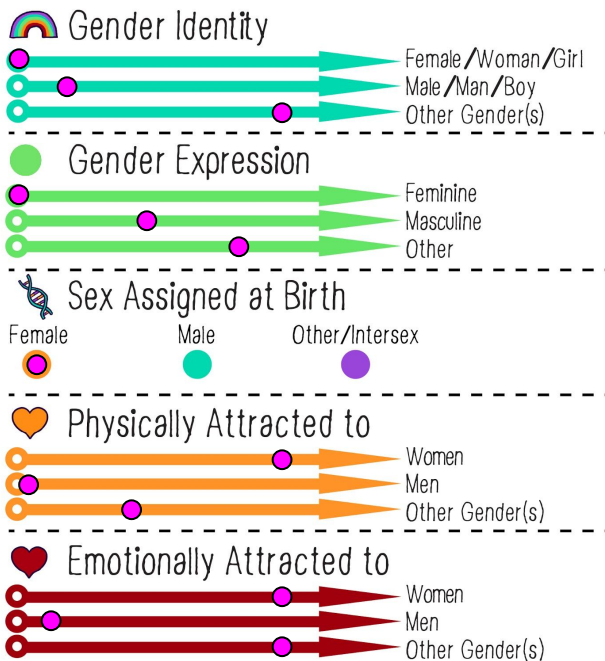 Gender Identity
Female/Woman/Girl
Male/Man/Boy
Other Gender(s)
Gender Expression
Feminine
Masculine
Other
Sex Assigned at Birth
Female Male Other/Intersex
Physically Attracted to
Women
Men
Other Gender(s)
Emotionally Attracted to
Women
Men
Other Gender(s)